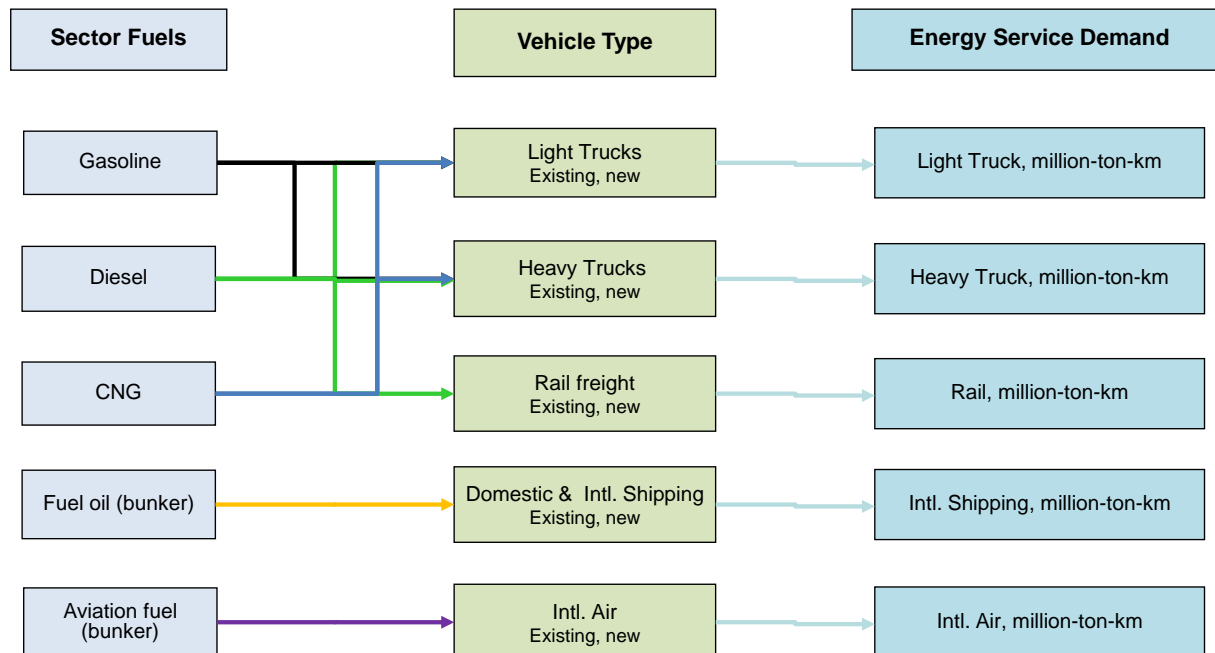 Sector Fuels
Vehicle Type
Energy Service Demand
Gasoline
Light Trucks
Existing, new
Light Truck, million-ton-km
Diesel
Heavy Trucks
Existing, new
Heavy Truck, million-ton-km
CNG
Rail freight
Existing, new
Rail, million-ton-km
Fuel oil (bunker)
Domestic & Intl. Shipping
Existing, new
Intl. Shipping, million-ton-km
Aviation fuel
(bunker)
Intl. Air
Existing, new
Intl. Air, million-ton-km